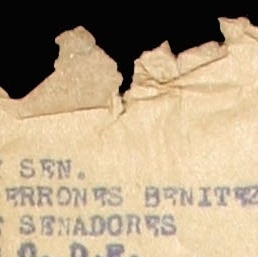 SEN.
ERRONES BENITEZ
SENADORES
O. D.F.